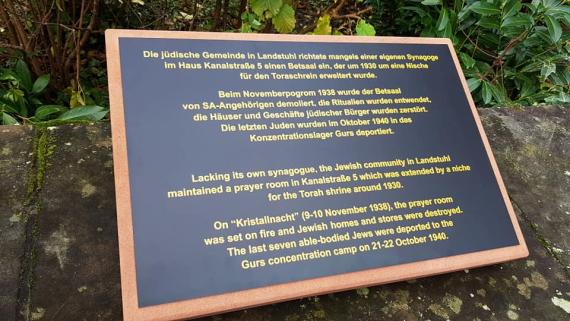 Die jüdische Gemeinde in Landstuhl richtete mangels einer eigenen Synagoge
im Haus Kanalstraße 5 einen Betsaal ein, der um 1930 um eine Nische
für den Toraschrein erweitert wurde.
Beim Novemberpogrom 1938 wurde der Betsaal
von SA-Angehörigen demoliert, die Ritualien wurden entwendet,
die Häuser und Geschäfte jüdischer Bürger wurden zerstört.
Die letzten Juden wurden im Oktober 1940 in das
Konzentrationslager Gurs deportiert.
Lacking its own synagogue, the Jewish community in Landstuhl
maintained a prayer room in Kanalstraße 5 which was extended by a niche
for the Torah shrine around 1930.
On “Kristallnacht” (9-10 November 1938), the prayer room
was set on fire and Jewish homes and stores were destroyed.
The last seven able-bodied Jews were deported to the
Gurs concentration camp on 21-22 October 1940.